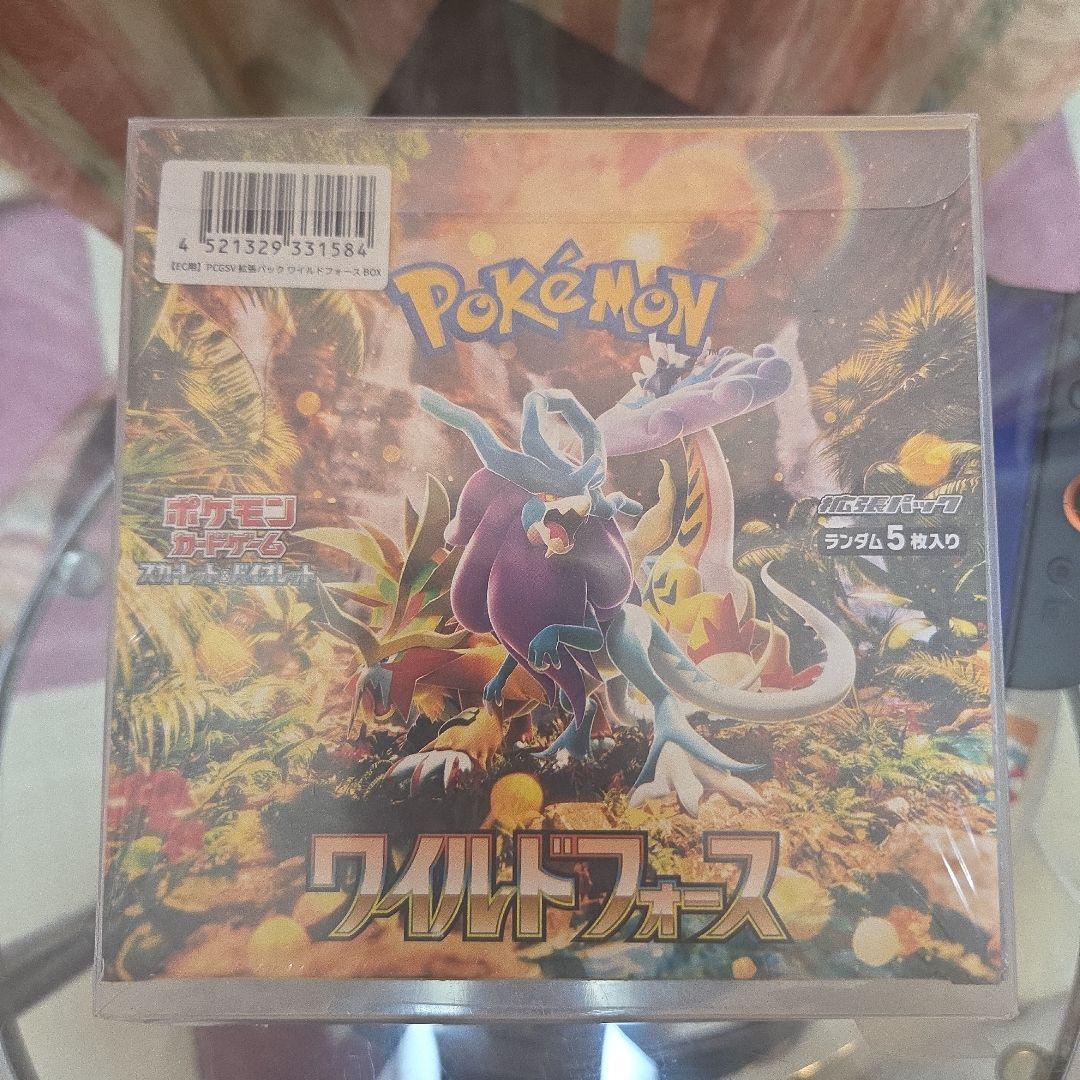 4 521329 331584
【EC用】PCGSV 拡張パック ワイルドフォース BOX
POKéMON
TM
ポケモン
カードゲーム
スカーレット&バイオレット
拡張パック
ランダム5枚入り
ワイルドフォース